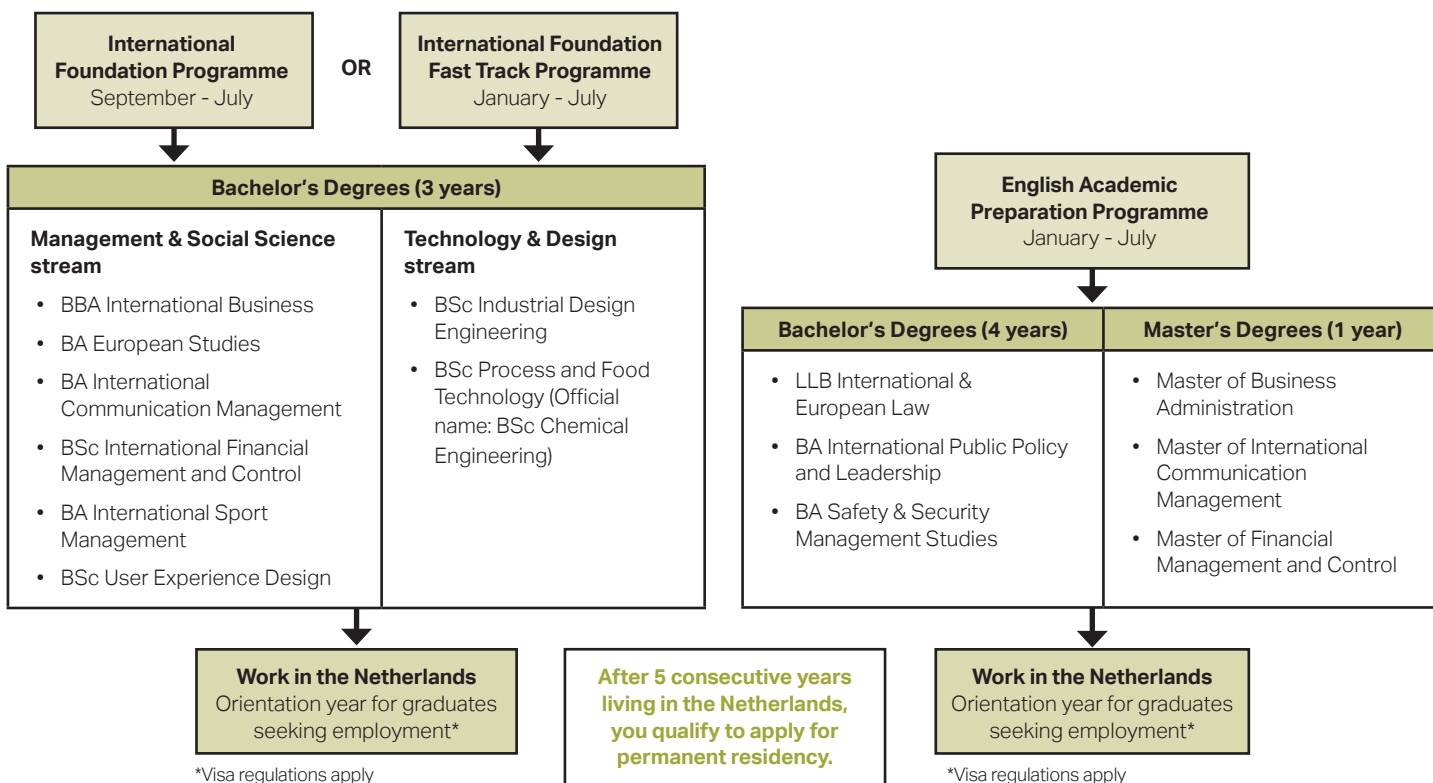 International
Foundation Programme
September - July
OR
International Foundation
Fast Track Programme
January - July
Bachelor's Degrees (3 years)
Management & Social Science
stream
• BBA International Business
• BA European Studies
• BA International
Communication Management
• BSc International Financial
Management and Control
• BA International Sport
Management
• BSc User Experience Design
Technology & Design
stream
• BSc Industrial Design
Engineering
• BSc Process and Food
Technology (Official
name: BSc Chemical
Engineering)
Work in the Netherlands
Orientation year for graduates
seeking employment*
*Visa regulations apply
After 5 consecutive years
living in the Netherlands,
you qualify to apply for
permanent residency.
English Academic
Preparation Programme
January - July
Bachelor's Degrees (4 years)
• LLB International &
European Law
• BA International Public Policy
and Leadership
• BA Safety & Security
Management Studies
Master's Degrees (1 year)
• Master of Business
Administration
• Master of International
Communication
Management
• Master of Financial
Management and Control
Work in the Netherlands
Orientation year for graduates
seeking employment*
*Visa regulations apply